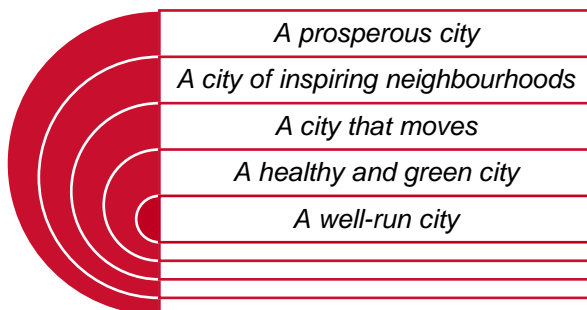 A prosperous city
A city of inspiring neighbourhoods
A city that moves
A healthy and green city
A well-run city